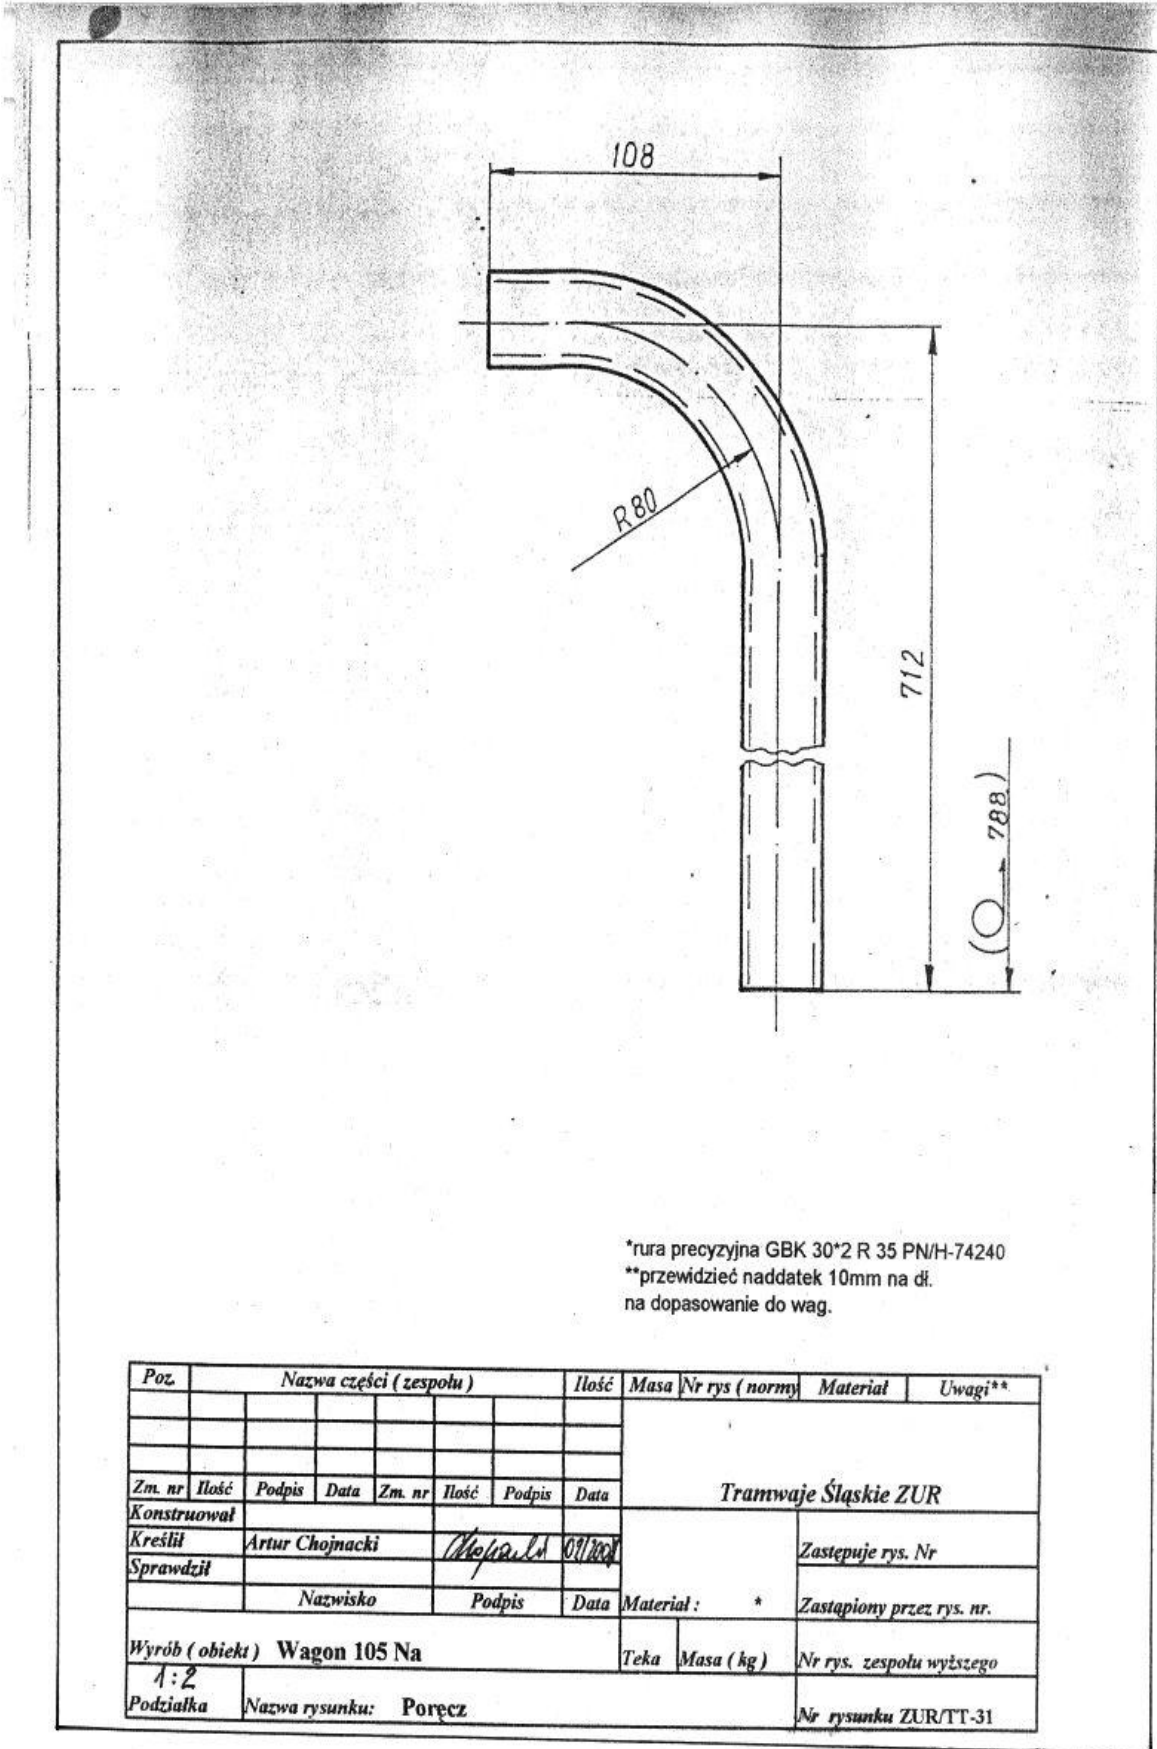 108
R80
712
( 788 )
*rura precyzyjna GBK 30*2 R 35 PN/H-74240
**przewidzieć naddatek 10mm na dł.
na dopasowanie do wag.
Poz. Nazwa części ( zespołu ) Ilość Masa Nr rys ( normy Materiał Uwagi**
Zm. nr Ilość Podpis Data Zm. nr Ilość Podpis Data
Tramwaje Śląskie ZUR
Konstruował
Kreślił Artur Chojnacki
Zastępuje rys. Nr
Sprawdził
Nazwisko Podpis Data
Materiał : *
Zastąpiony przez rys. nr.
Wyrób ( obiekt ) Wagon 105 Na
Teka Masa ( kg )
Nr rys. zespołu wyższego
1:2
Podziałka Nazwa rysunku: Poręcz
Nr rysunku ZUR/TT-31